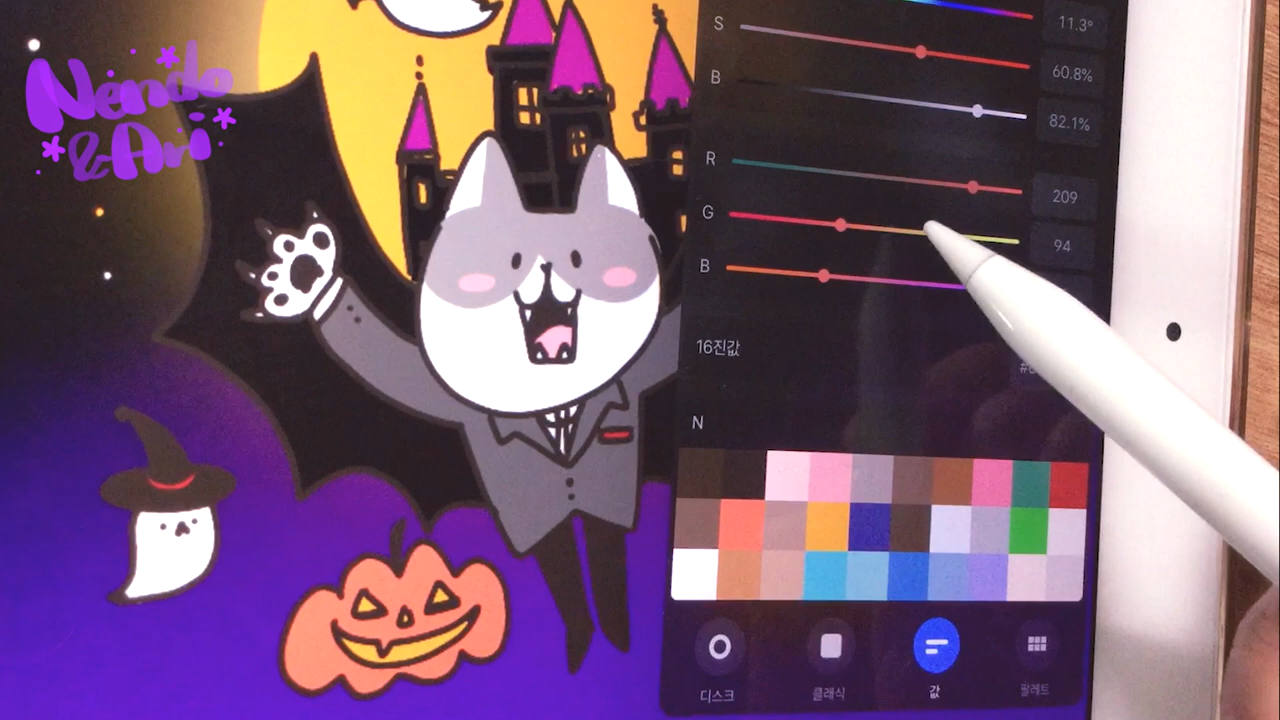 Nendo
&Ari
S
11.3°
60.8%
B
82.1%
R
209
G
94
B
16진값
N
디스크
클래식
값
팔레트